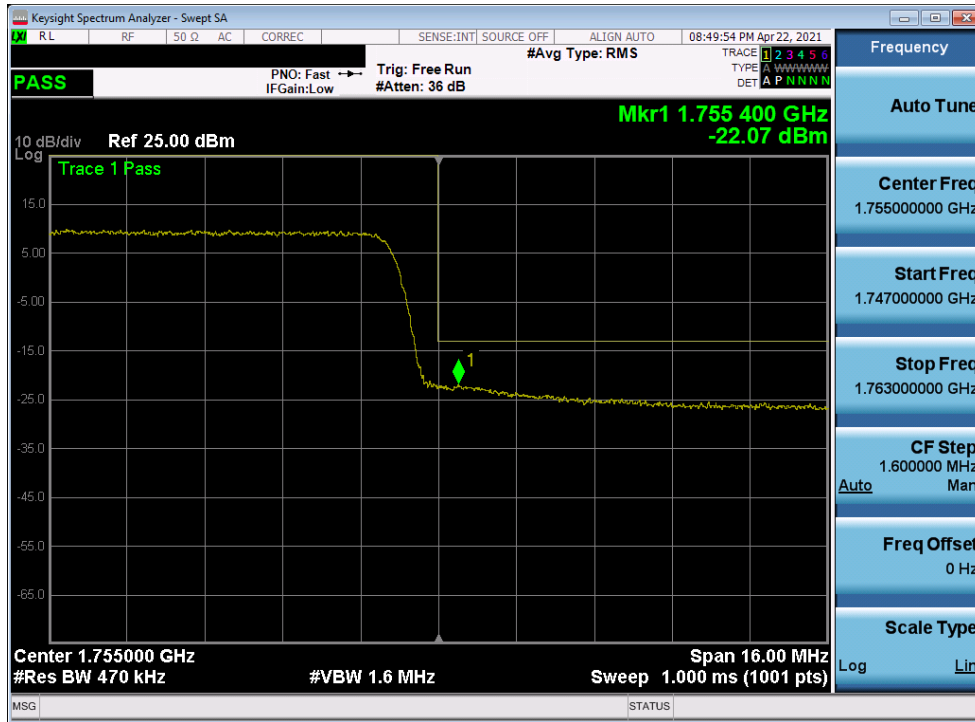 Keysight Spectrum Analyzer - Swept SA
LXI RL RF 50 Ω AC CORREC SENSE:INT SOURCE OFF ALIGN AUTO 08:49:54 PM Apr 22, 2021
Frequency
#Avg Type: RMS
TRACE 1 2 3 4 5 6
TYPE A WWWWW
DET A P N N N N
PASS
PNO: Fast
IFGain:Low
Trig: Free Run
#Atten: 36 dB
Mkr1 1.755 400 GHz
-22.07 dBm
10 dB/div
Log
Ref 25.00 dBm
Trace 1 Pass
15.0
5.00
-5.00
-15.0
-25.0
-35.0
-45.0
-55.0
-65.0
1
Center 1.755000 GHz
Span 16.00 MHz
#Res BW 470 kHz
#VBW 1.6 MHz
Sweep 1.000 ms (1001 pts)
MSG
STATUS
Auto Tune
Center Freq
1.755000000 GHz
Start Freq
1.747000000 GHz
Stop Freq
1.763000000 GHz
CF Step
1.600000 MHz
Auto Man
Freq Offset
0 Hz
Scale Type
Log Lin